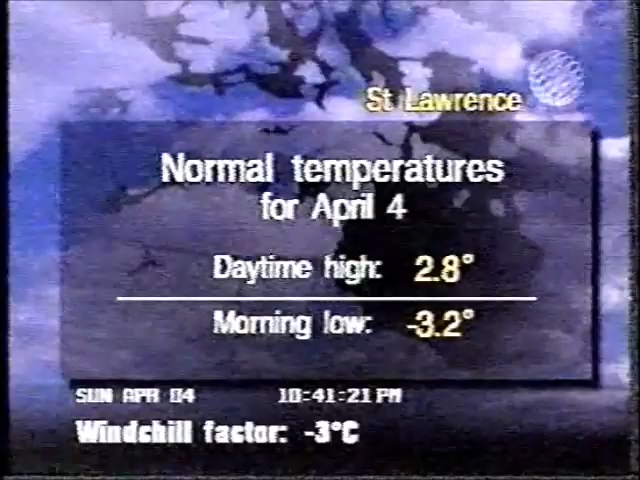 St Lawrence
Normal temperatures
for April 4
Daytime high: 2.8°
Morning low: -3.2°
SUN APR 04 10:41:21 PM
Windchill factor: -3°C